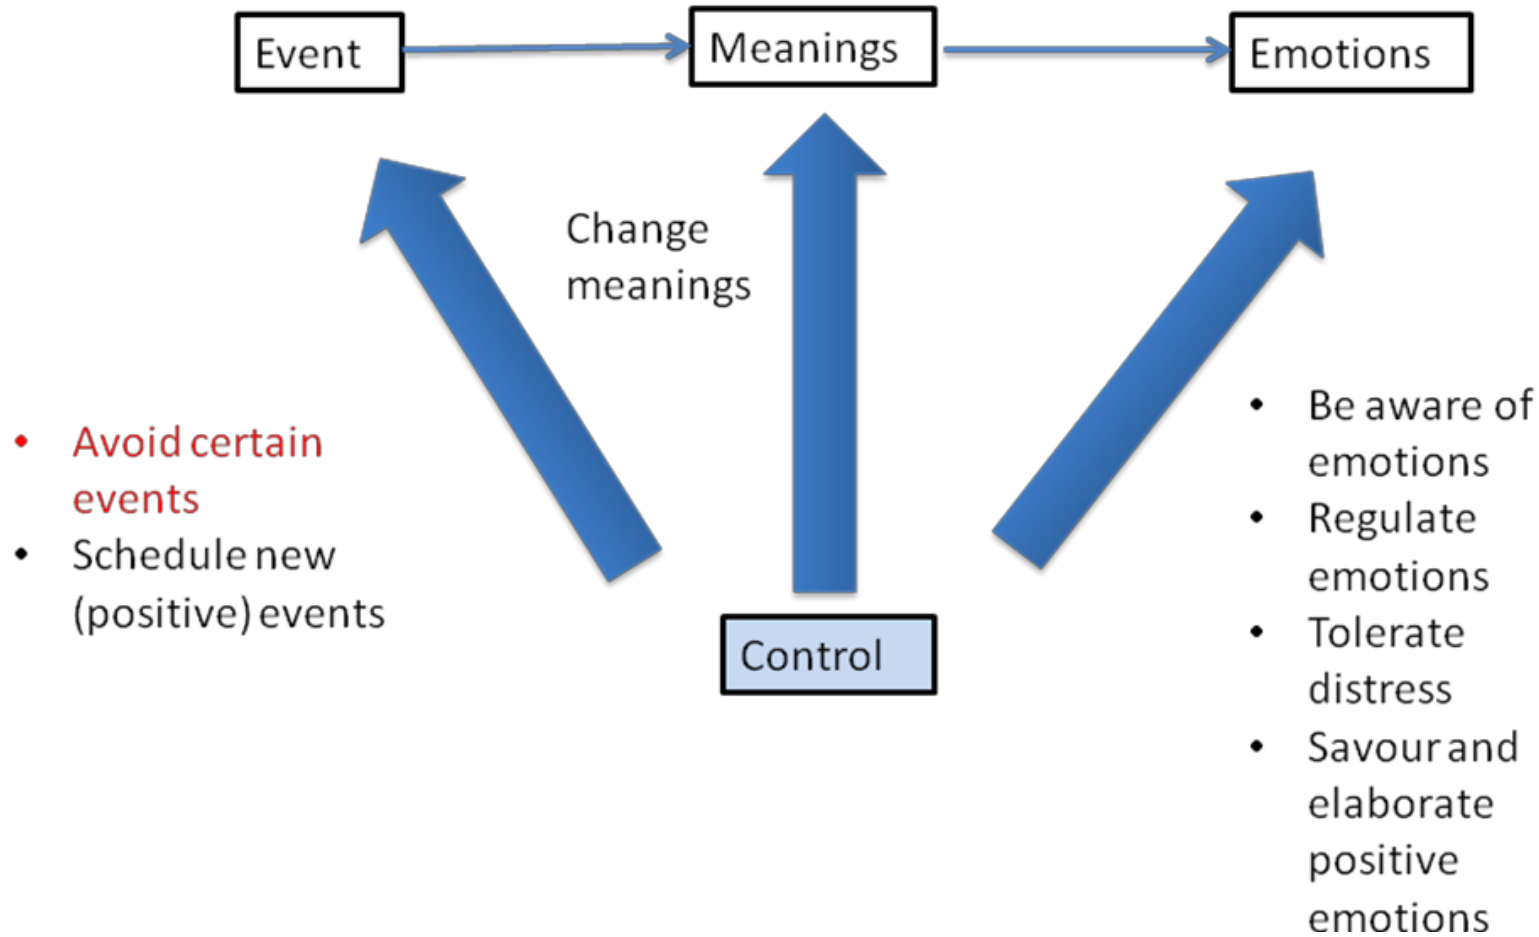 Event
Meanings
Emotions
Change
meanings
• Avoid certain
events
• Schedule new
(positive) events
Control
• Be aware of
emotions
• Regulate
emotions
• Tolerate
distress
• Savour and
elaborate
positive
emotions